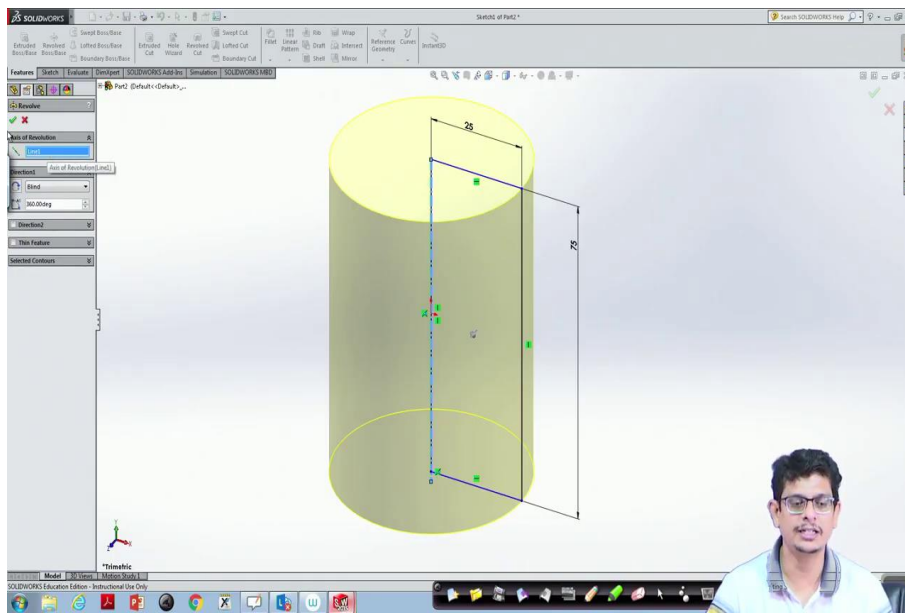 SOLIDWORKS
Sketch1 of Part2 *
Search SOLIDWORKS Help
Extruded Boss/Base
Revolved Boss/Base
Swept Boss/Base
Lofted Boss/Base
Boundary Boss/Base
Extruded Cut
Hole Wizard
Revolved Cut
Swept Cut
Lofted Cut
Boundary Cut
Fillet
Linear Pattern
Rib
Draft
Shell
Wrap
Intersect
Mirror
Reference Geometry
Curves
Instant3D
Features Sketch Evaluate DimXpert SOLIDWORKS Add-Ins Simulation SOLIDWORKS MBD
Part2 (Default<<Default>_...
Revolve
?
Axis of Revolution
Line1
Axis of Revolution(Line1)
Direction1
Blind
360.00deg
Direction2
Thin Feature
Selected Contours
25
75
*Trimetric
Model 3D Views Motion Study 1
SOLIDWORKS Education Edition - Instructional Use Only